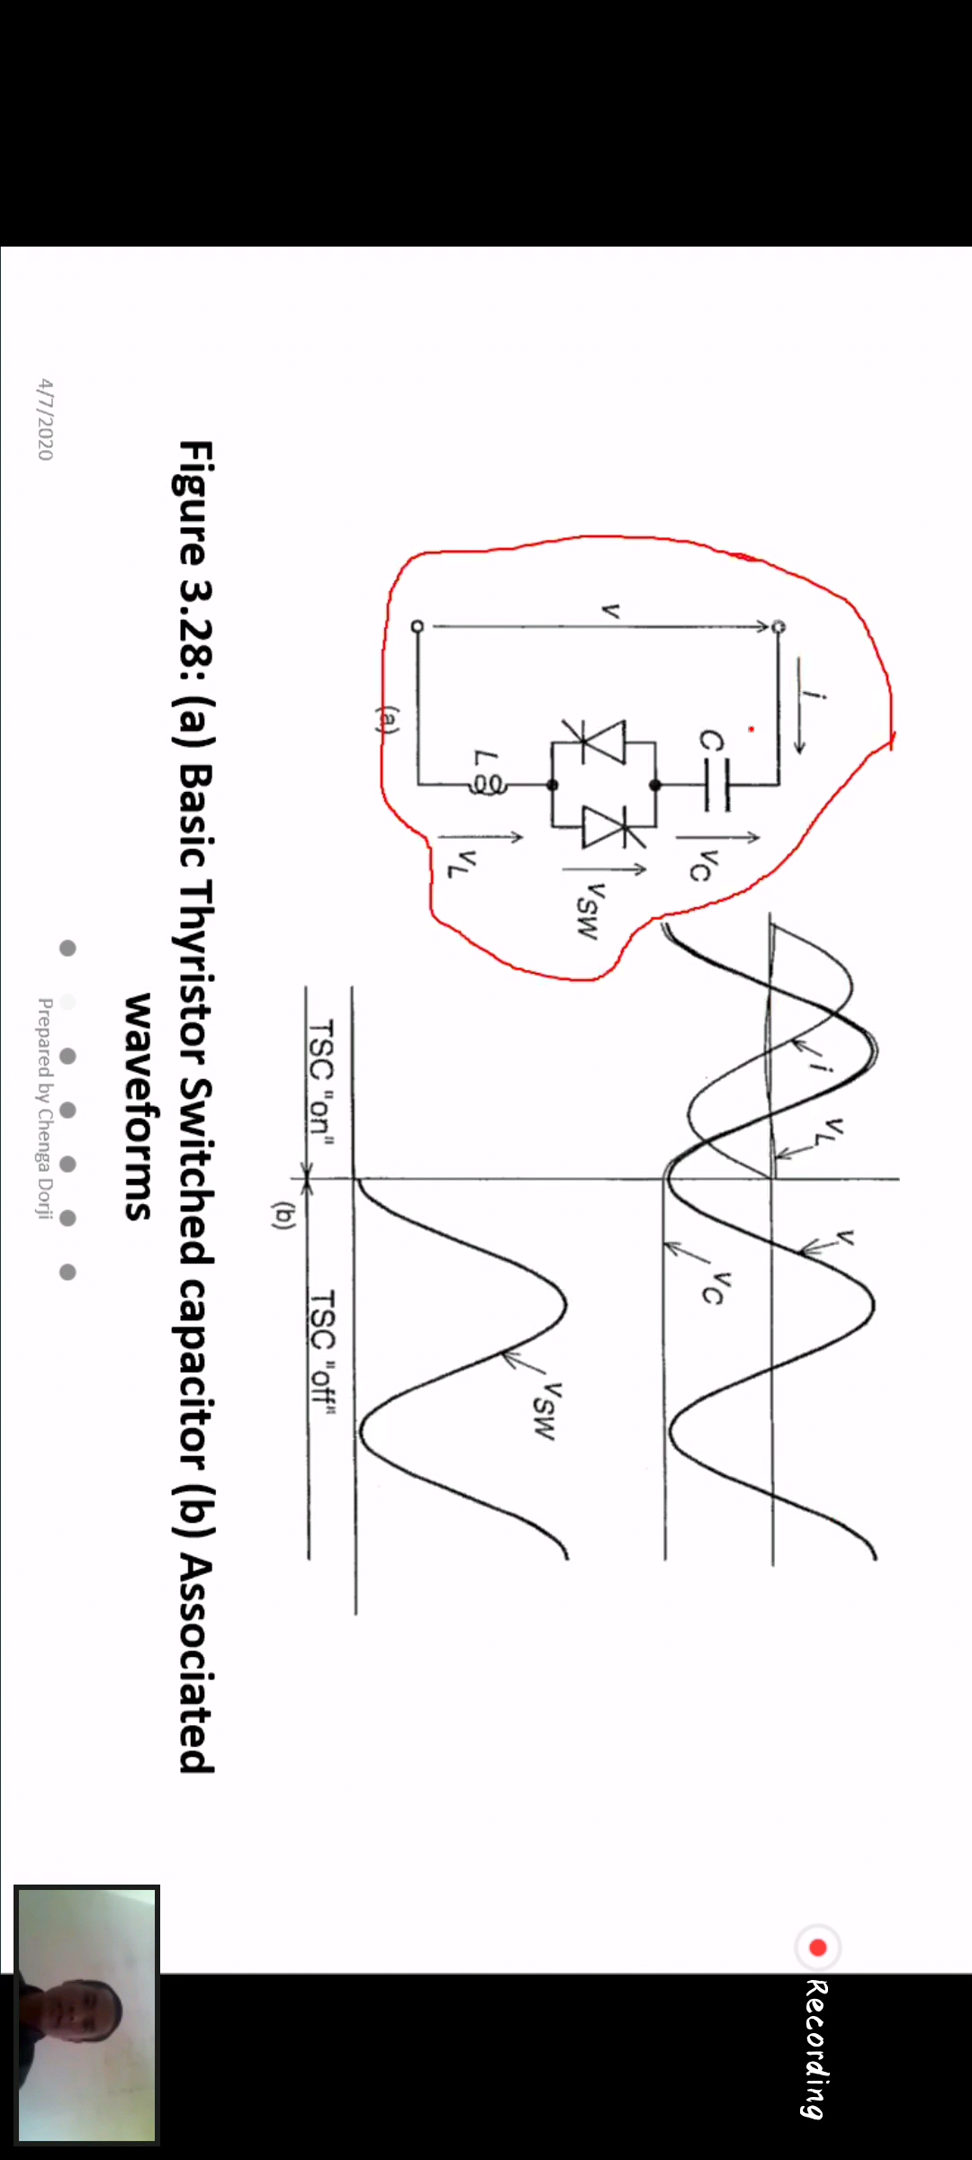 i
v
C
vC
vSW
L
vL
(a)
i
vL
v
vC
vSW
TSC "on"
TSC "off"
(b)
Figure 3.28: (a) Basic Thyristor Switched capacitor (b) Associated
waveforms
4/7/2020
Prepared by Chenga Dorji
Recording